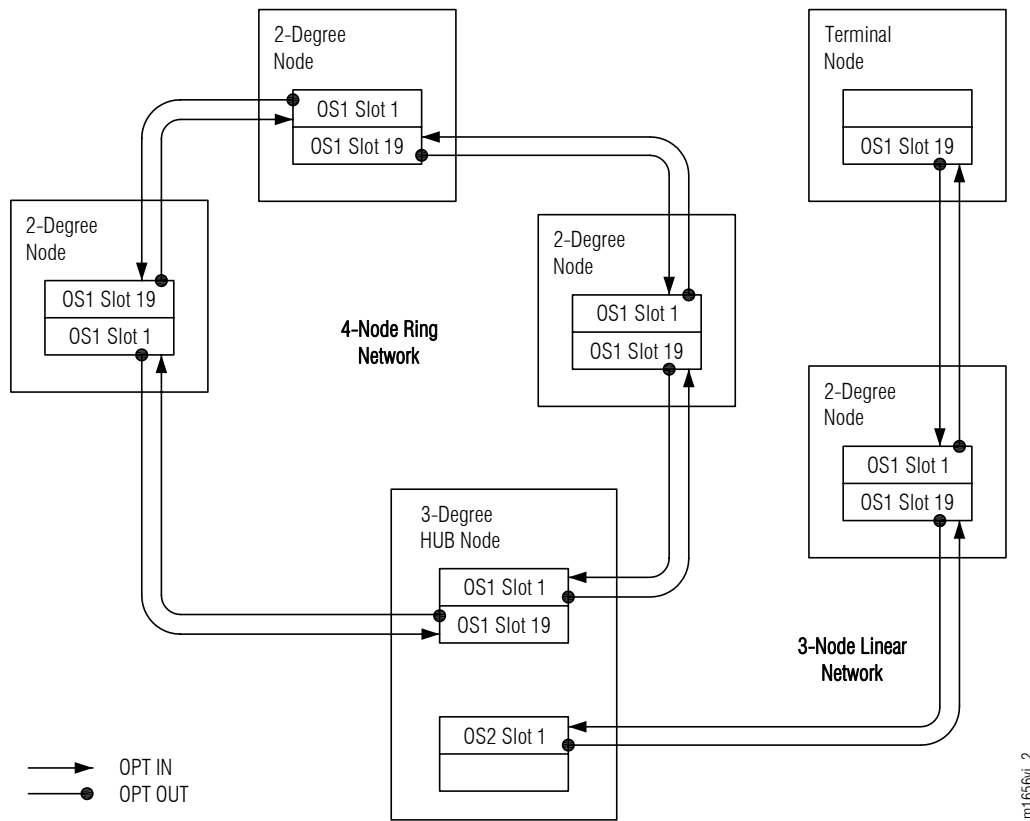 2-Degree
Node
OS1 Slot 1
OS1 Slot 19
Terminal
Node
OS1 Slot 19
2-Degree
Node
OS1 Slot 19
OS1 Slot 1
2-Degree
Node
OS1 Slot 1
OS1 Slot 19
4-Node Ring
Network
2-Degree
Node
OS1 Slot 1
OS1 Slot 19
3-Degree
HUB Node
OS1 Slot 1
OS1 Slot 19
OS2 Slot 1
3-Node Linear
Network
OPT IN
OPT OUT
m1656vi_2